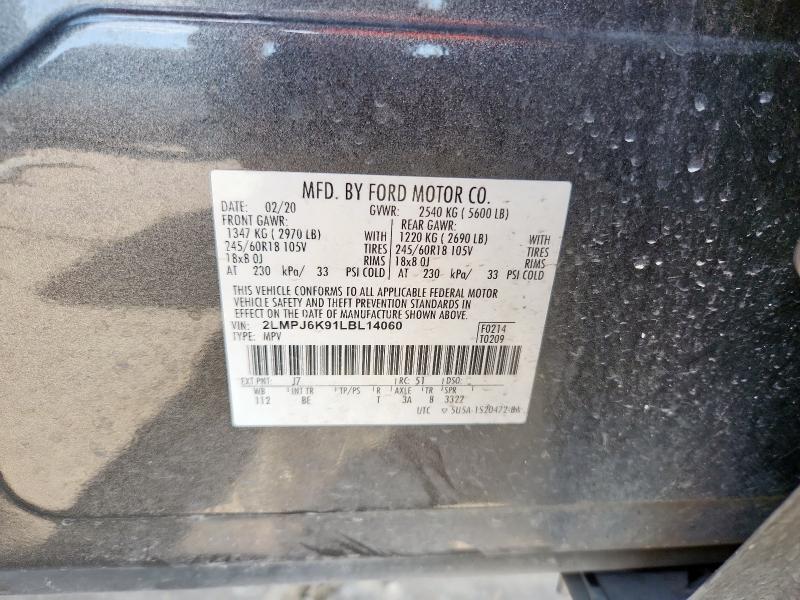 MFD. BY FORD MOTOR CO.
DATE: 02/20 GVWR: 2540 KG ( 5600 LB)
FRONT GAWR: REAR GAWR:
1347 KG ( 2970 LB) WITH 1220 KG ( 2690 LB) WITH
245/60R18 105V TIRES 245/60R18 105V TIRES
18x8.0J RIMS 18x8.0J RIMS
AT 230 kPa/ 33 PSI COLD AT 230 kPa/ 33 PSI COLD
THIS VEHICLE CONFORMS TO ALL APPLICABLE FEDERAL MOTOR
VEHICLE SAFETY AND THEFT PREVENTION STANDARDS IN
EFFECT ON THE DATE OF MANUFACTURE SHOWN ABOVE.
VIN: 2LMPJ6K91LBL14060 F0214
TYPE: MPV T0209
EXT PNT: J7 RC: 51 DSO:
WB INT TR TP/PS R AXLE TR SPR
112 BE T 3A B 3322
UTC